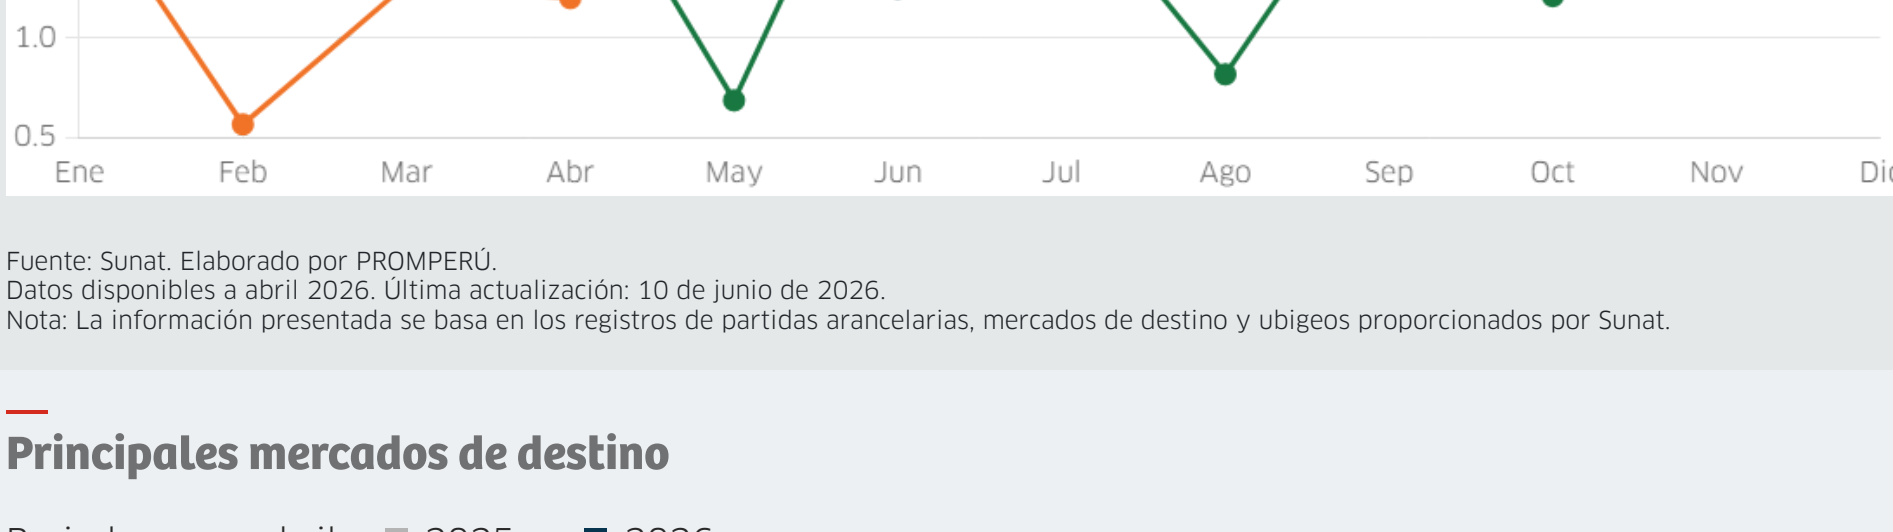 1.0
0.5
Ene Feb Mar Abr May Jun Jul Ago Sep Oct Nov
Fuente: Sunat. Elaborado por PROMPERÚ.
Datos disponibles a abril 2026. Última actualización: 10 de junio de 2026.
Nota: La información presentada se basa en los registros de partidas arancelarias, mercados de destino y ubigeos proporcionados por Sunat.
Principales mercados de destino
2025 2026